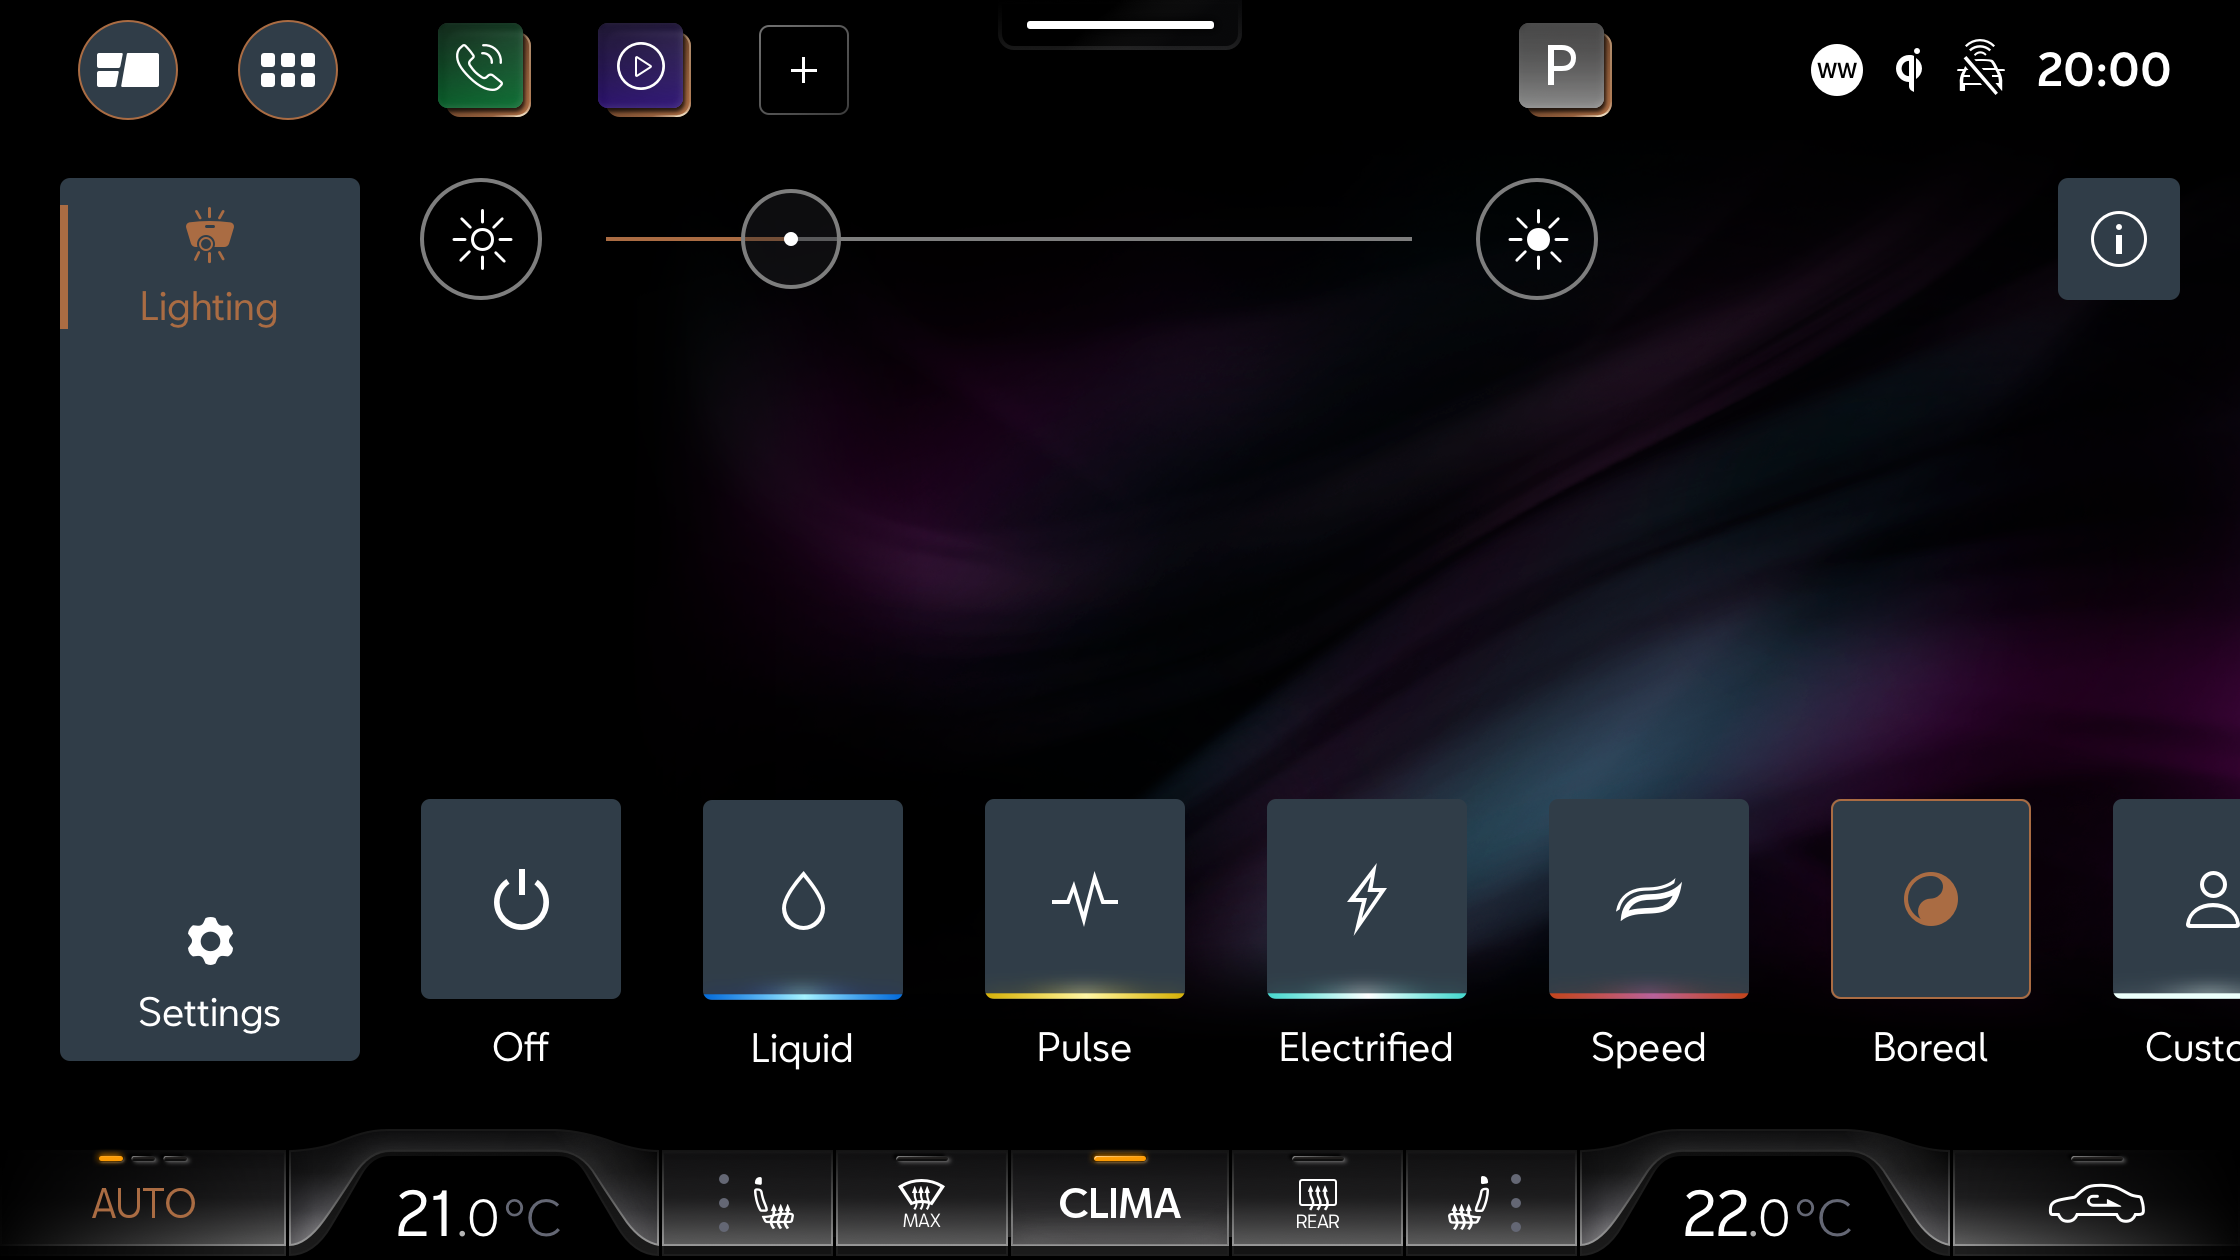 P
WW
20:00
Lighting
Settings
Off
Liquid
Pulse
Electrified
Speed
Boreal
Custo
AUTO
21.0°C
MAX
CLIMA
REAR
22.0°C